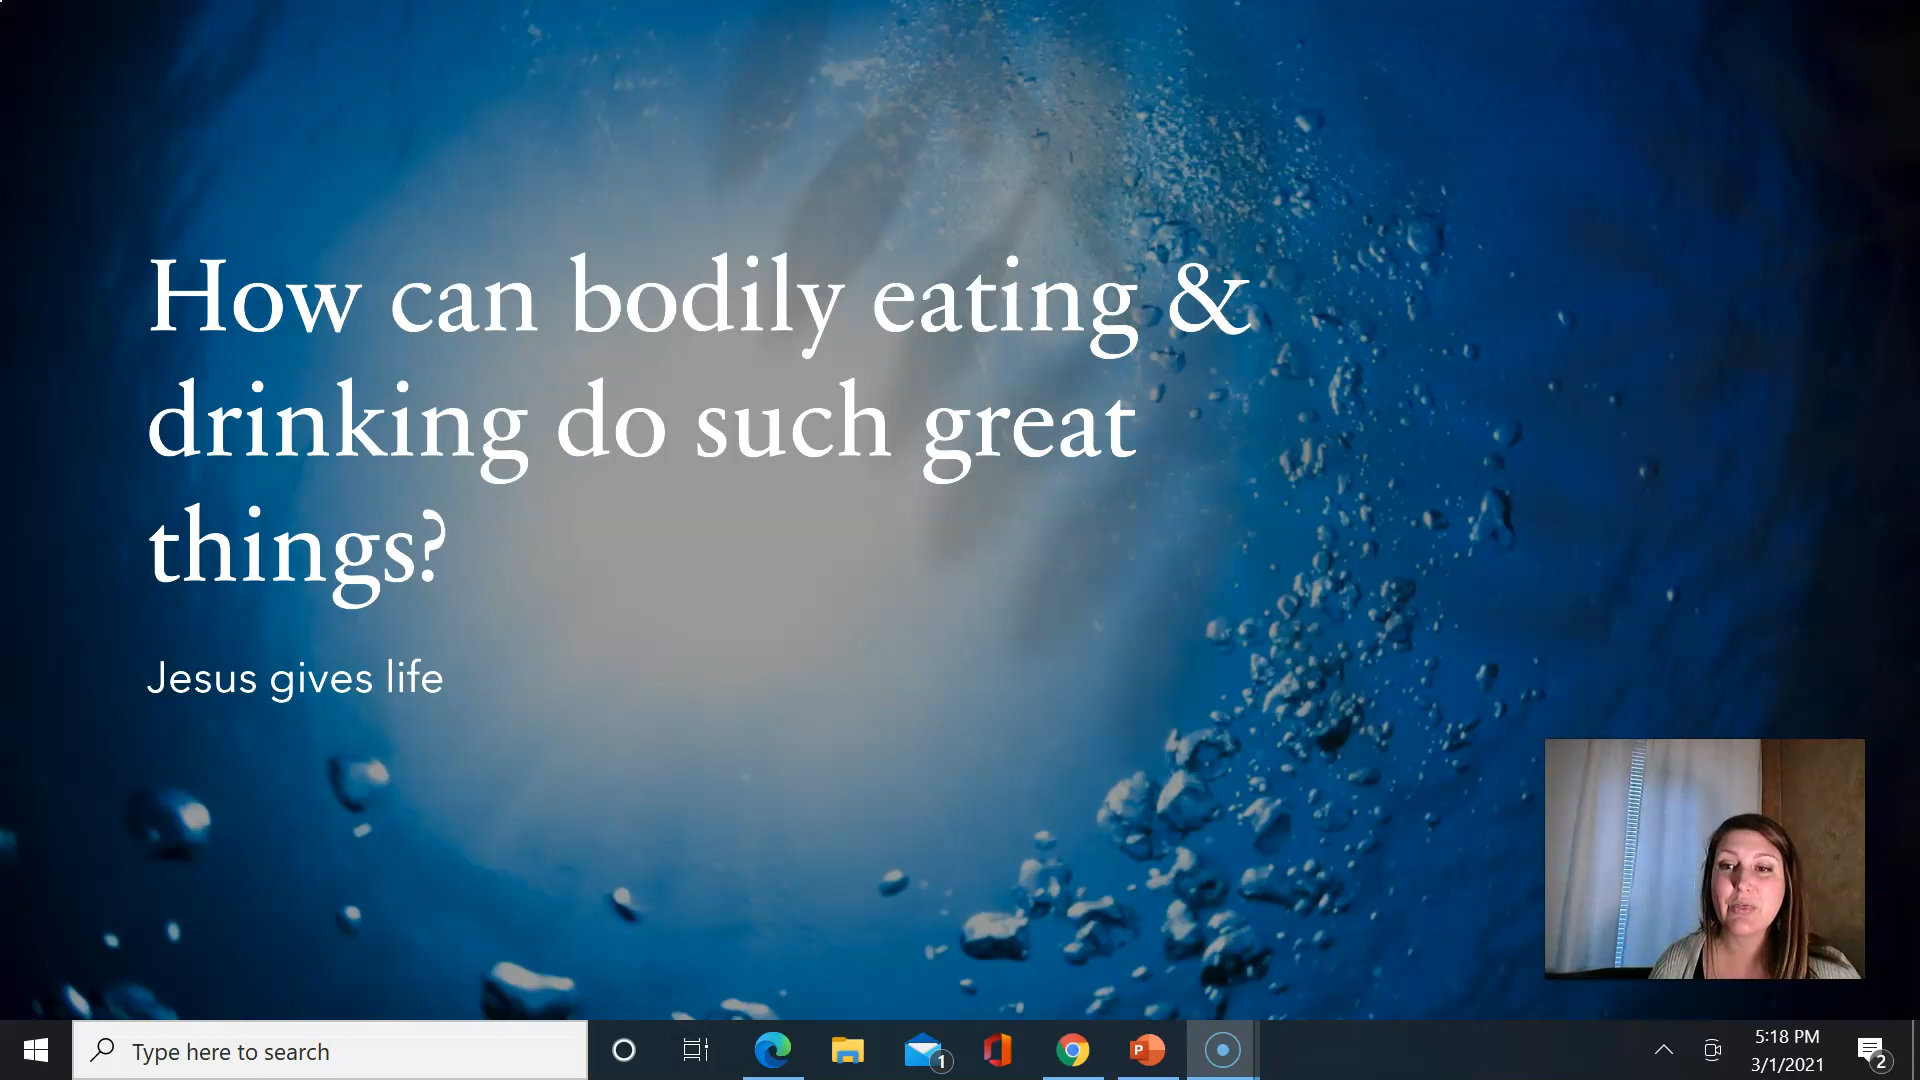 How can bodily eating &
drinking do such great
things?
Jesus gives life
Type here to search
1
P
5:18 PM
3/1/2021
2